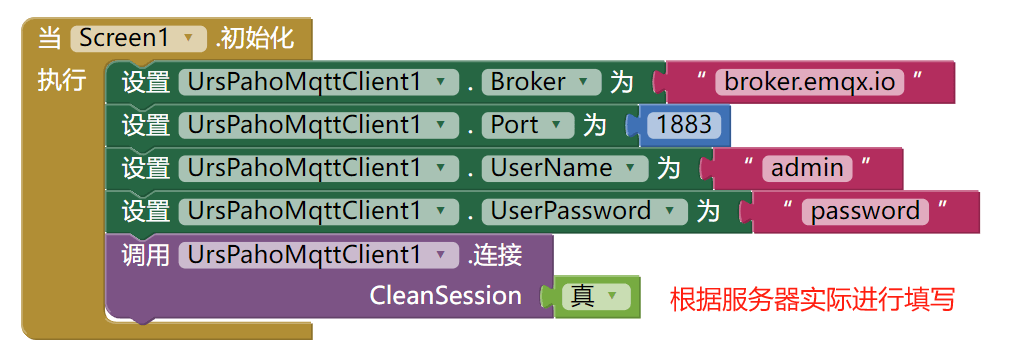 当 Screen1 .初始化
执行 设置 UrsPahoMqttClient1 . Broker 为 “ broker.emqx.io ”
设置 UrsPahoMqttClient1 . Port 为 1883
设置 UrsPahoMqttClient1 . UserName 为 “ admin ”
设置 UrsPahoMqttClient1 . UserPassword 为 “ password ”
调用 UrsPahoMqttClient1 .连接
CleanSession 真 根据服务器实际进行填写